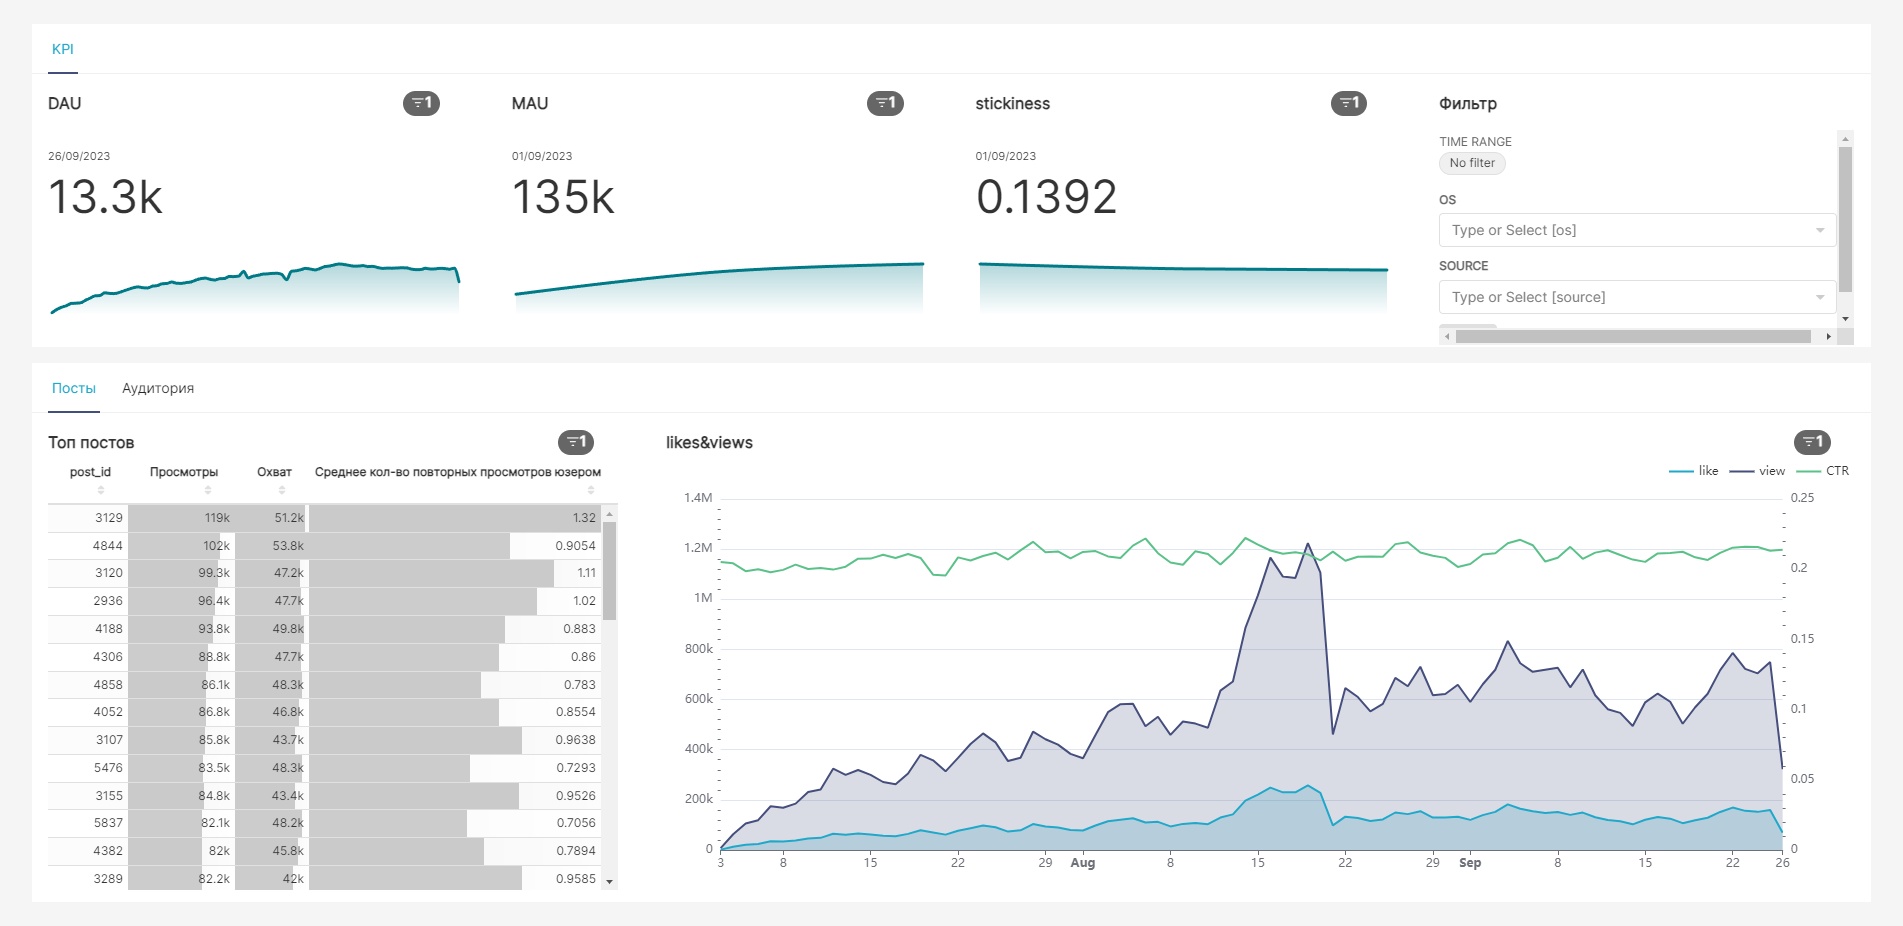 KPI
DAU
1
26/09/2023
13.3k
MAU
1
01/09/2023
135k
stickiness
1
01/09/2023
0.1392
Фильтр
TIME RANGE
No filter
OS
Type or Select [os]
SOURCE
Type or Select [source]
Посты Аудитория
Топ постов 1
post_id Просмотры Охват Среднее кол-во повторных просмотров юзером
3129 119k 51.2k 1.32
4844 102k 53.8k 0.9054
3120 99.3k 47.2k 1.11
2936 96.4k 47.7k 1.02
4188 93.8k 49.8k 0.883
4306 88.8k 47.7k 0.86
4858 86.1k 48.3k 0.783
4052 86.8k 46.8k 0.8554
3107 85.8k 43.7k 0.9638
5476 83.5k 48.3k 0.7293
3155 84.8k 43.4k 0.9526
5837 82.1k 48.2k 0.7056
4382 82k 45.8k 0.7894
3289 82.2k 42k 0.9585
likes&views 1
like view CTR
1.4M 0.25
1.2M
0.2
1M
0.15
800k
0.1
600k
400k
0.05
200k
0 0
3 8 15 22 29 Aug 8 15 22 29 Sep 8 15 22 26